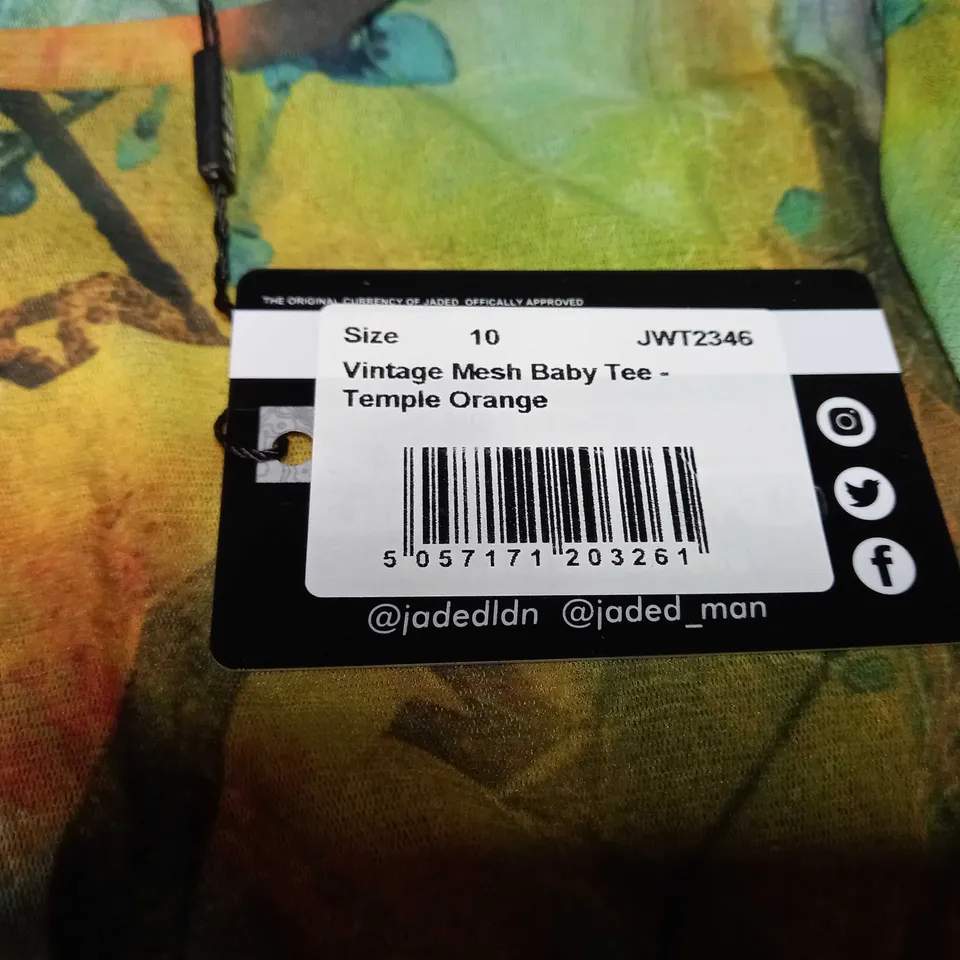 THE ORIGINAL CURRENCY OF JADED OFFICALLY APPROVED
Size 10 JWT2346
Vintage Mesh Baby Tee -
Temple Orange
5 057171 203261
@jadedldn @jaded_man